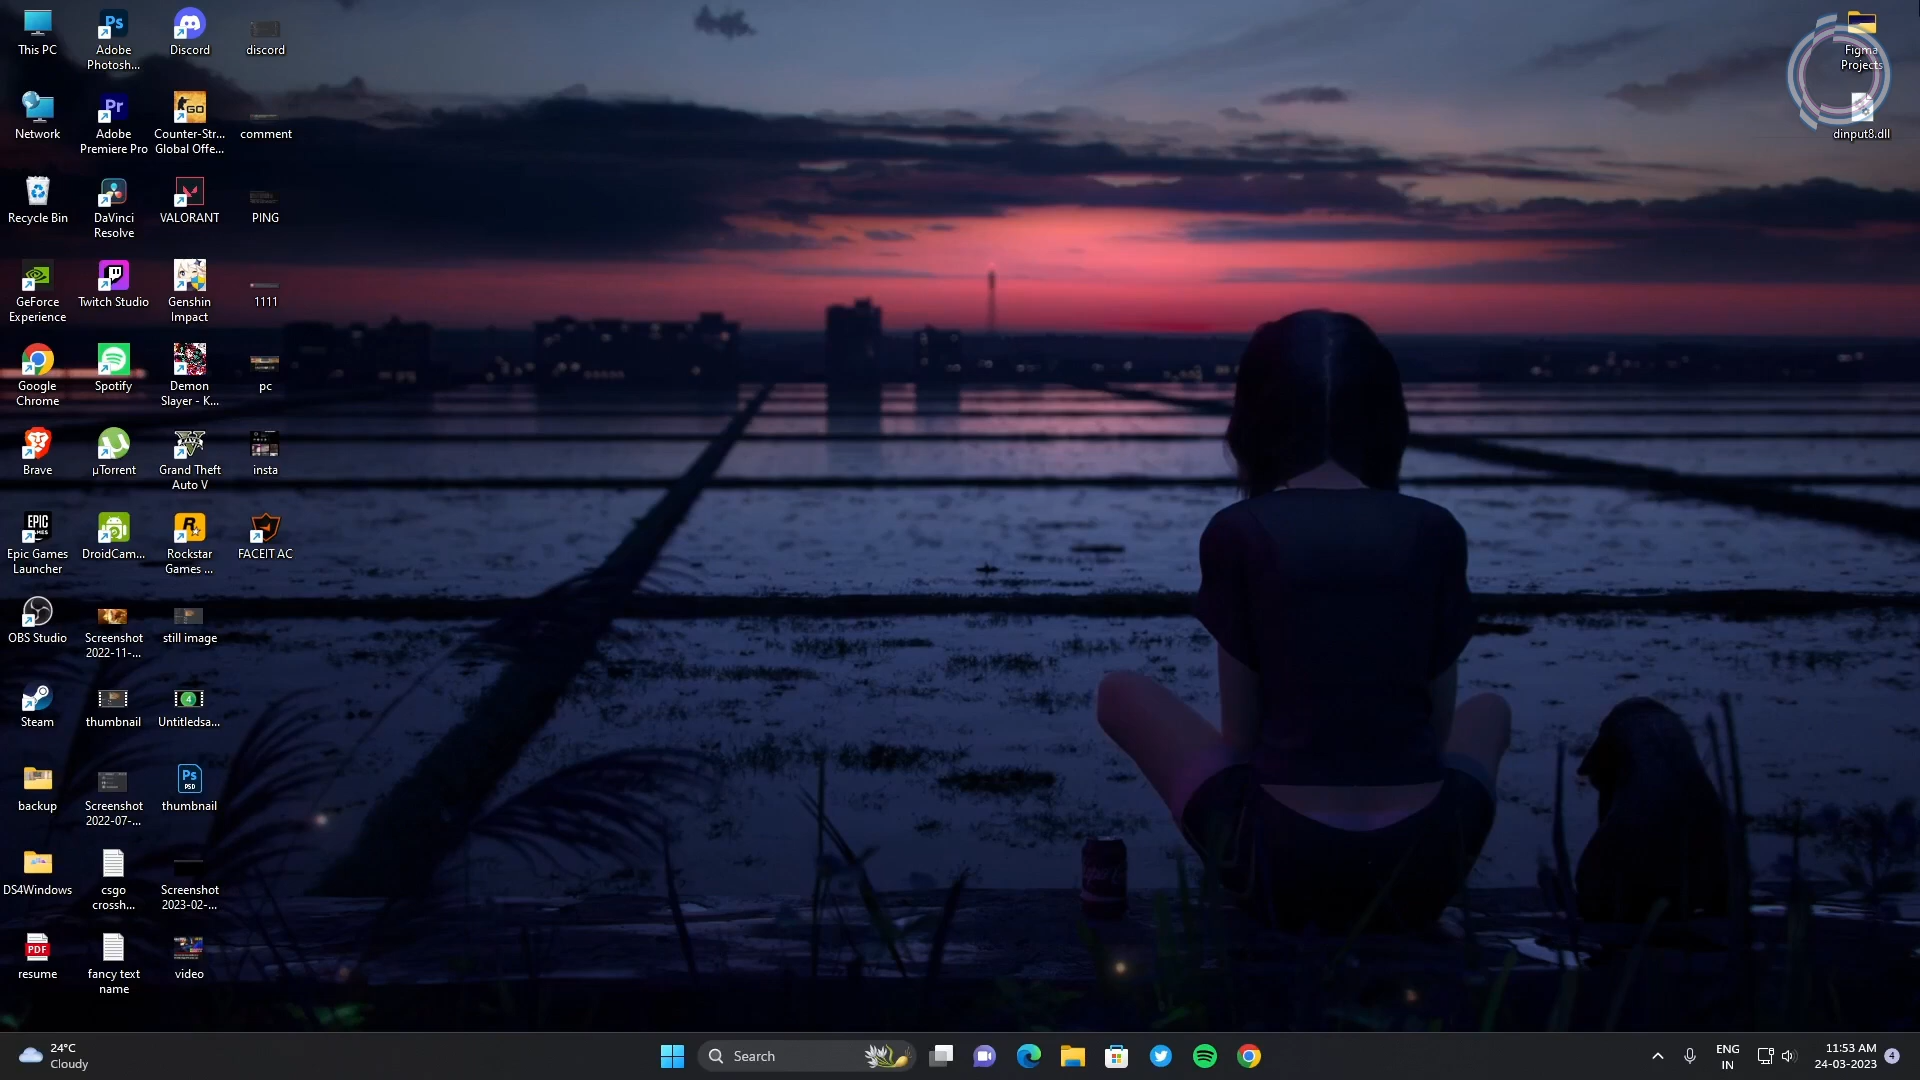 This PC
Adobe
Photosh...
Discord
discord
Figma
Projects
Network
Adobe
Premiere Pro
Counter-Str...
Global Offe...
comment
dinput8.dll
Recycle Bin
DaVinci
Resolve
VALORANT
PING
GeForce
Experience
Twitch Studio
Genshin
Impact
1111
Google
Chrome
Spotify
Demon
Slayer - K...
pc
Brave
µTorrent
Grand Theft
Auto V
insta
Epic Games
Launcher
DroidCam...
Rockstar
Games ...
FACEIT AC
OBS Studio
Screenshot
2022-11-...
still image
Steam
thumbnail
Untitledsa...
backup
Screenshot
2022-07-...
thumbnail
DS4Windows
csgo
crossh...
Screenshot
2023-02-...
resume
fancy text
name
video
24°C
Cloudy
Search
ENG
IN
11:53 AM
24-03-2023
4